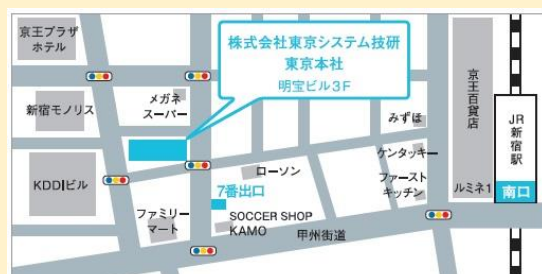 京王プラザ
ホテル
株式会社東京システム技研
東京本社
明宝ビル3F
新宿モノリス
メガネ
スーパー
みずほ
京王百貨店
JR
新宿駅
KDDIビル
ローソン
ケンタッキー
ファースト
キッチン
ルミネ1
南口
7番出口
ファミリー
マート
SOCCER SHOP
KAMO
甲州街道